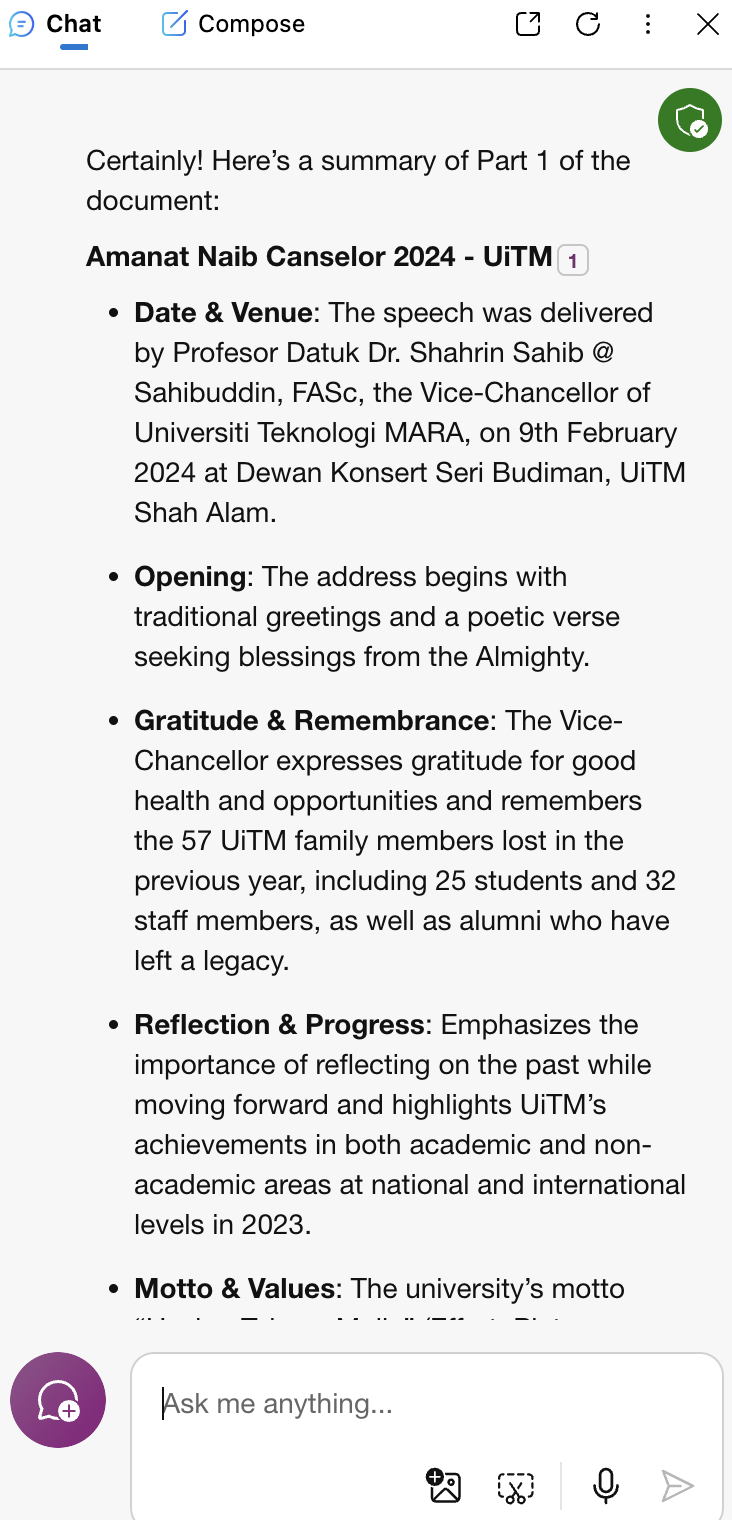 Chat
Compose
Certainly! Here’s a summary of Part 1 of the
document:
Amanat Naib Canselor 2024 - UiTM 1
• Date & Venue: The speech was delivered
by Profesor Datuk Dr. Shahrin Sahib @
Sahibuddin, FASc, the Vice-Chancellor of
Universiti Teknologi MARA, on 9th February
2024 at Dewan Konsert Seri Budiman, UiTM
Shah Alam.
• Opening: The address begins with
traditional greetings and a poetic verse
seeking blessings from the Almighty.
• Gratitude & Remembrance: The Vice-
Chancellor expresses gratitude for good
health and opportunities and remembers
the 57 UiTM family members lost in the
previous year, including 25 students and 32
staff members, as well as alumni who have
left a legacy.
• Reflection & Progress: Emphasizes the
importance of reflecting on the past while
moving forward and highlights UiTM’s
achievements in both academic and non-
academic areas at national and international
levels in 2023.
• Motto & Values: The university’s motto
Ask me anything...